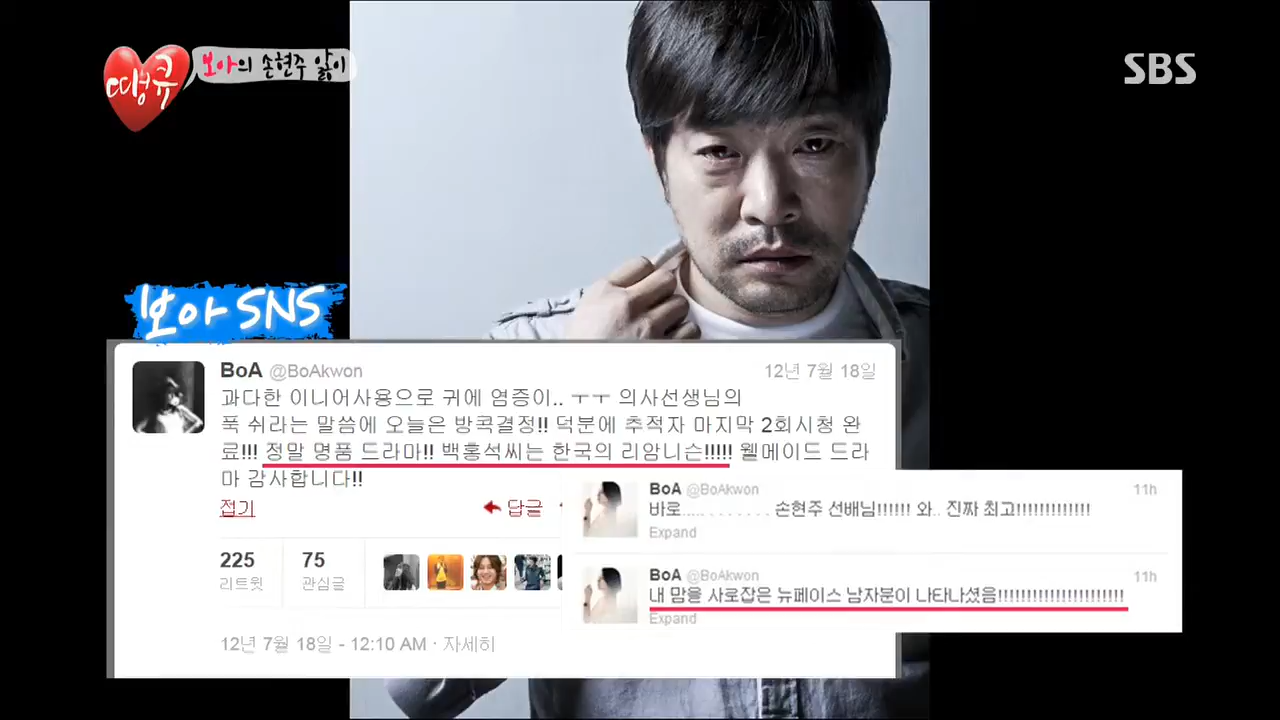 땡큐
보아의 손현주 앓이
SBS
보아 SNS
BoA @BoAkwon
12년 7월 18일
과다한 이니어사용으로 귀에 염증이.. ㅜㅜ 의사선생님의
푹 쉬라는 말씀에 오늘은 방콕결정!! 덕분에 추적자 마지막 2회시청 완
료!!! 정말 명품 드라마!! 백홍석씨는 한국의 리암니슨!!!!! 웰메이드 드라
마 감사합니다!!
접기
답글
225
리트윗
75
관심글
12년 7월 18일 - 12:10 AM · 자세히
BoA @BoAkwon
11h
바로..... . . . . . . . 손현주 선배님!!!!!! 와.. 진짜 최고!!!!!!!!!!!!!
Expand
BoA @BoAkwon
11h
내 맘을 사로잡은 뉴페이스 남자분이 나타나셨음!!!!!!!!!!!!!!!!!!!!!!
Expand